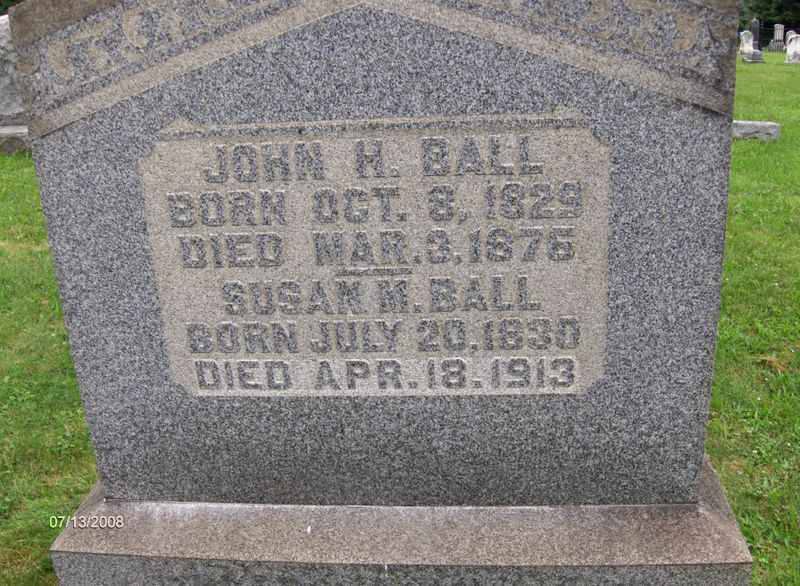 JOHN H. BALL
BORN OCT. 8, 1829
DIED MAR. 3. 1876
SUSAN M. BALL
BORN JULY 20. 1830
DIED APR. 18. 1913
07/13/2008